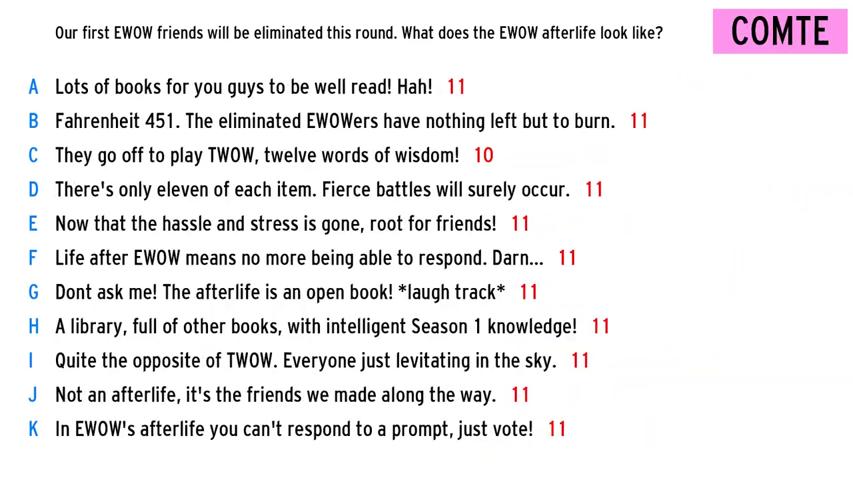 Our first EWOW friends will be eliminated this round. What does the EWOW afterlife look like?
COMTE
A Lots of books for you guys to be well read! Hah! 11
B Fahrenheit 451. The eliminated EWOWers have nothing left but to burn. 11
C They go off to play TWOW, twelve words of wisdom! 10
D There's only eleven of each item. Fierce battles will surely occur. 11
E Now that the hassle and stress is gone, root for friends! 11
F Life after EWOW means no more being able to respond. Darn... 11
G Dont ask me! The afterlife is an open book! *laugh track* 11
H A library, full of other books, with intelligent Season 1 knowledge! 11
I Quite the opposite of TWOW. Everyone just levitating in the sky. 11
J Not an afterlife, it's the friends we made along the way. 11
K In EWOW's afterlife you can't respond to a prompt, just vote! 11